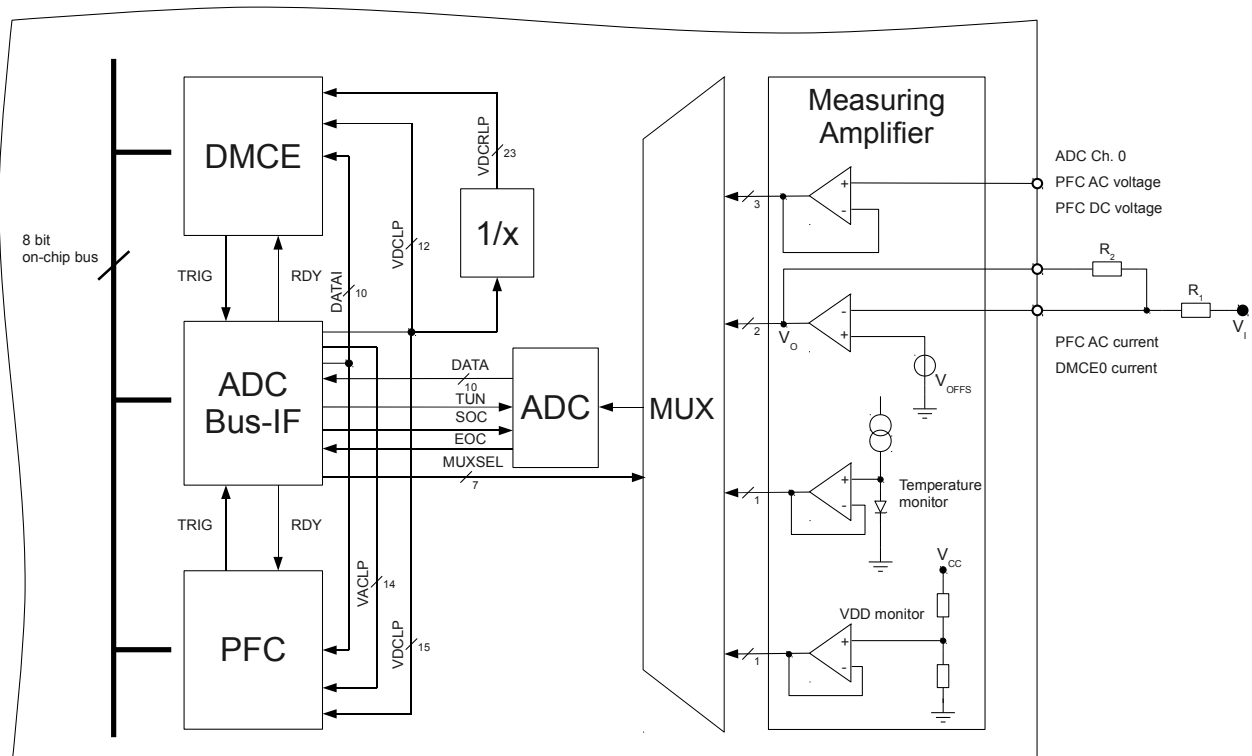 Measuring
Amplifier
DMCE
VDCRLP
23
ADC Ch. 0
PFC AC voltage
PFC DC voltage
+
-
3
1/x
VDCLP
12
8 bit
on-chip bus
TRIG
RDY
DATAI
10
R2
R1
VI
-
+
2
VO
VOFFS
PFC AC current
DMCE0 current
ADC
Bus-IF
DATA
10
TUN
SOC
EOC
MUXSEL
7
ADC
MUX
+
-
1
Temperature
monitor
TRIG
RDY
VACLP
14
VDCLP
15
PFC
VCC
VDD monitor
+
-
1